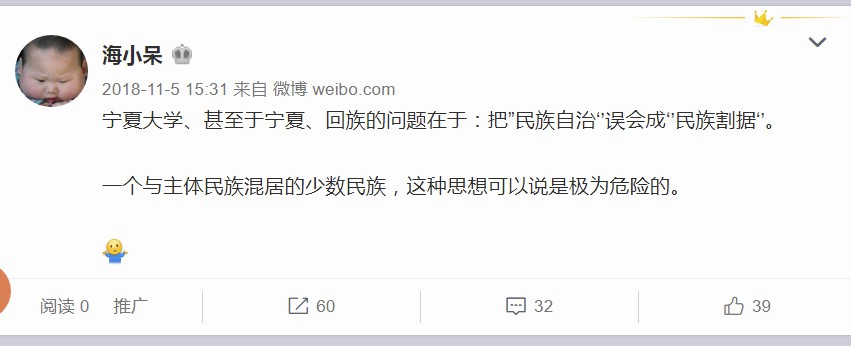 海小呆
2018-11-5 15:31 来自 微博 weibo.com
宁夏大学、甚至于宁夏、回族的问题在于：把”民族自治‘’误会成‘’民族割据‘’。
一个与主体民族混居的少数民族，这种思想可以说是极为危险的。
阅读 0 推广 60 32 39